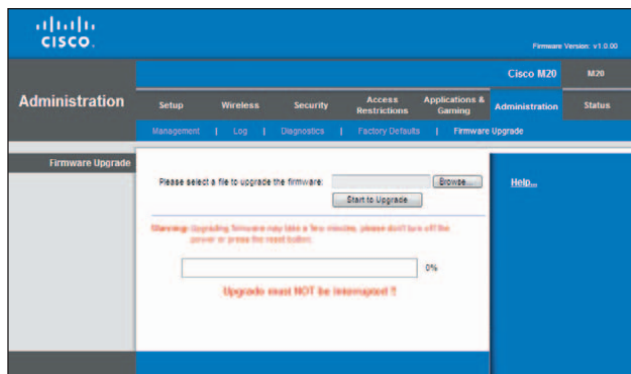 CISCO.
Firmware Version: v1.0.00
Cisco M20 M20
Administration
Setup Wireless Security Access Restrictions Applications & Gaming Administration Status
Management | Log | Diagnostics | Factory Defaults | Firmware Upgrade
Firmware Upgrade
Please select a file to upgrade the firmware: Browse...
Help...
Start to Upgrade
Warning: Upgrading firmware may take a few minutes, please don't turn off the
power or press the reset button.
0%
Upgrade must NOT be interrupted !!